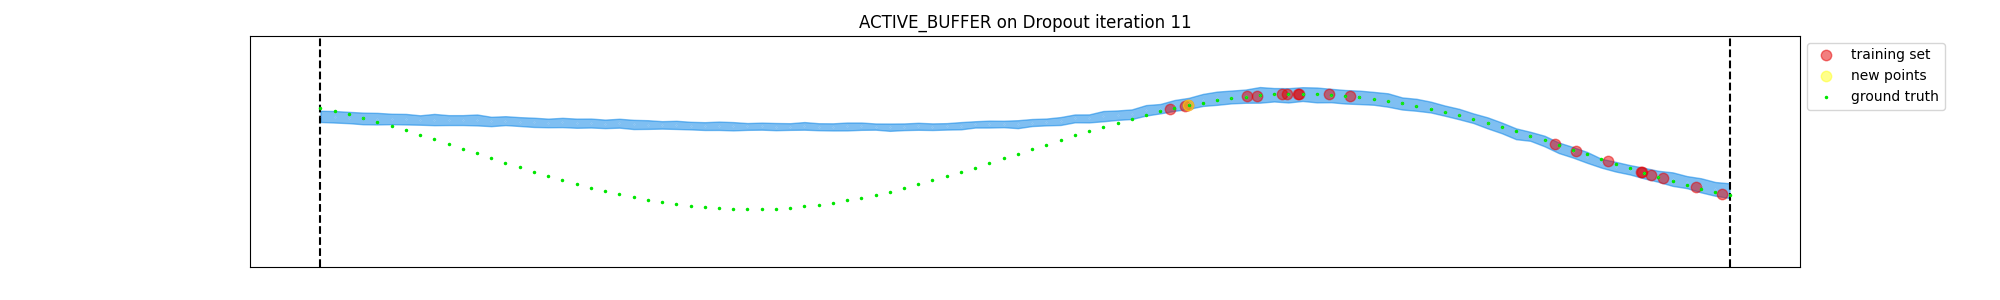 ACTIVE_BUFFER on Dropout iteration 11
training set
new points
ground truth